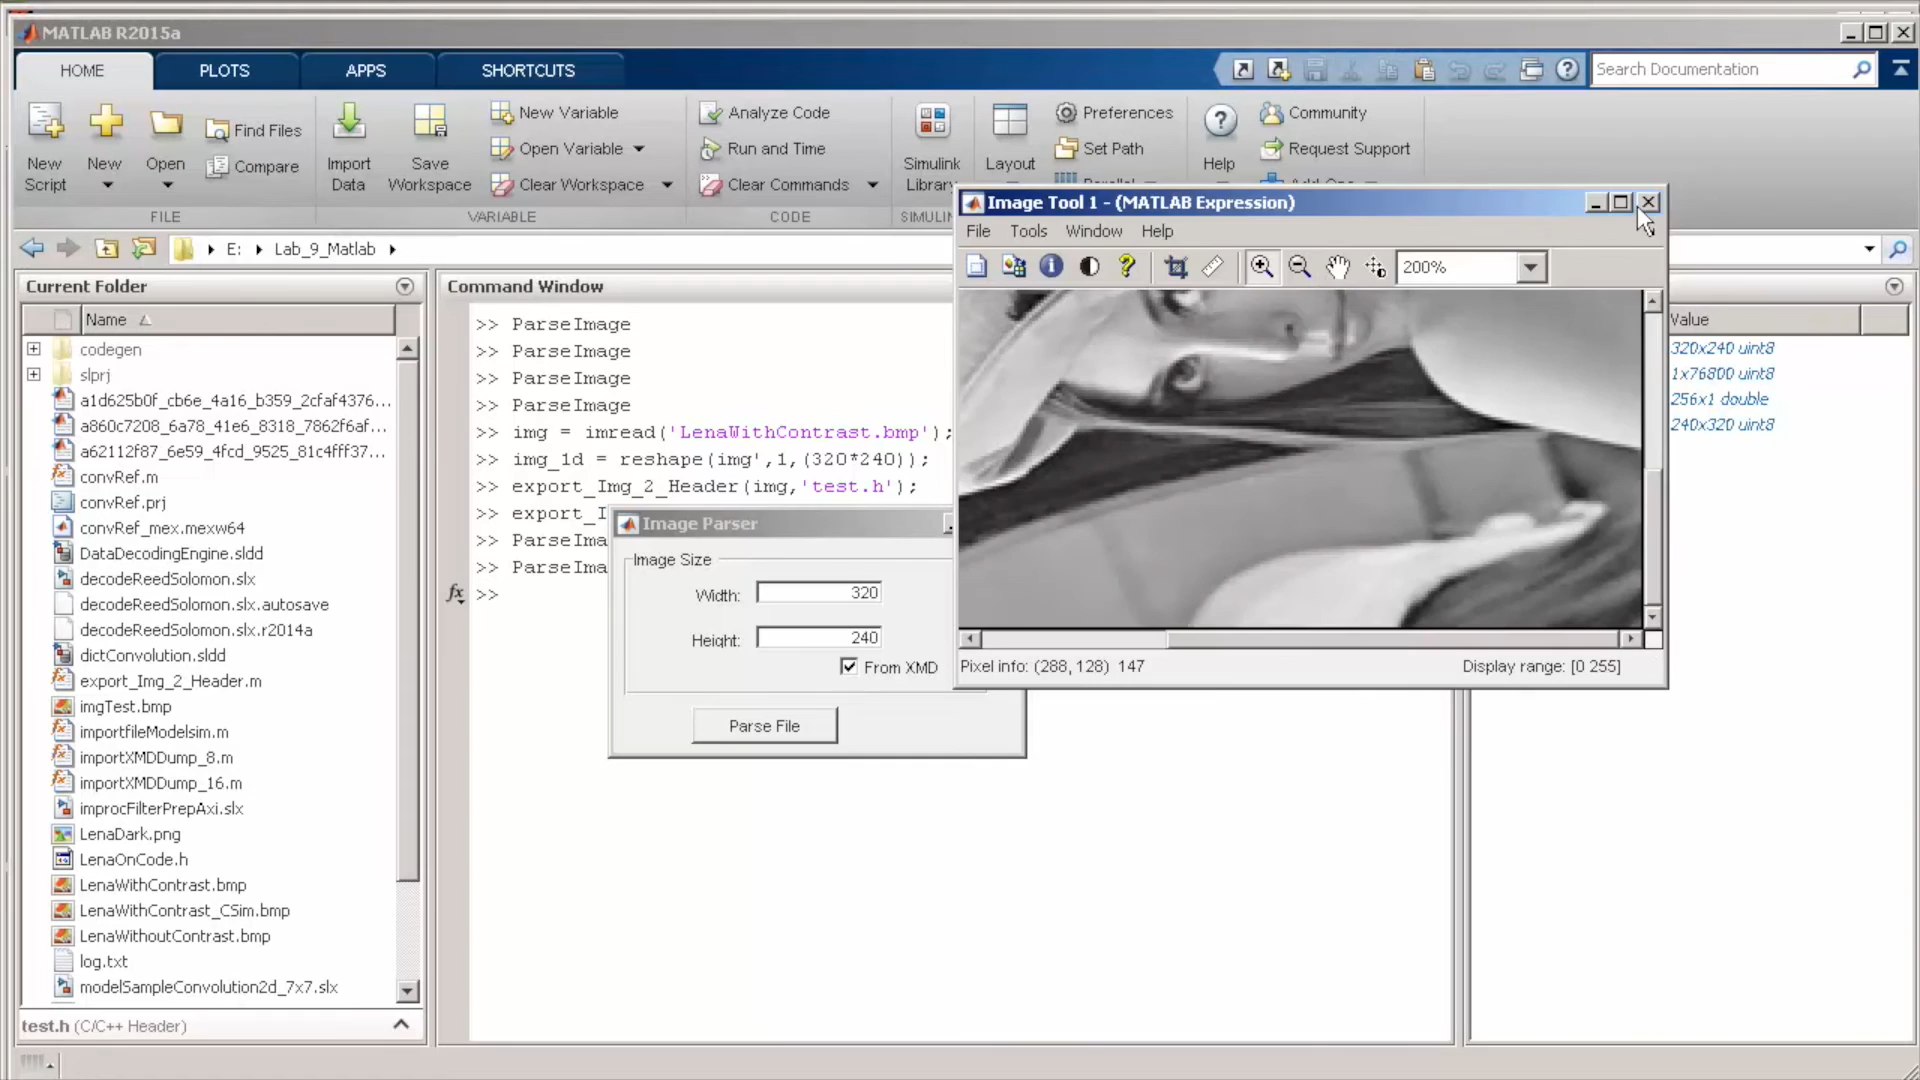 MATLAB R2015a
HOME
PLOTS
APPS
SHORTCUTS
Search Documentation
New Script
New
Open
Find Files
Compare
FILE
Import Data
Save Workspace
New Variable
Open Variable
Clear Workspace
VARIABLE
Analyze Code
Run and Time
Clear Commands
CODE
Simulink Library
SIMULIN
Layout
Preferences
Set Path
Help
Community
Request Support
E:
Lab_9_Matlab
Current Folder
Name
codegen
slprj
a1d625b0f_cb6e_4a16_b359_2cfaf4376...
a860c7208_6a78_41e6_8318_7862f6af...
a62112f87_6e59_4fcd_9525_81c4fff37...
convRef.m
convRef.prj
convRef_mex.mexw64
DataDecodingEngine.sldd
decodeReedSolomon.slx
decodeReedSolomon.slx.autosave
decodeReedSolomon.slx.r2014a
dictConvolution.sldd
export_Img_2_Header.m
imgTest.bmp
importfileModelsim.m
importXMDDump_8.m
importXMDDump_16.m
improcFilterPrepAxi.slx
LenaDark.png
LenaOnCode.h
LenaWithContrast.bmp
LenaWithContrast_CSim.bmp
LenaWithoutContrast.bmp
log.txt
modelSampleConvolution2d_7x7.slx
test.h (C/C++ Header)
Command Window
>> ParseImage
>> ParseImage
>> ParseImage
>> ParseImage
>> img = imread('LenaWithContrast.bmp');
>> img_1d = reshape(img',1,(320*240));
>> export_Img_2_Header(img,'test.h');
>> export_I
>> ParseIma
>> ParseIma
fx >>
Image Parser
Image Size
Width: 320
Height: 240
From XMD
Parse File
Image Tool 1 - (MATLAB Expression)
File Tools Window Help
200%
Pixel info: (288, 128) 147
Display range: [0 255]
Value
320x240 uint8
1x76800 uint8
256x1 double
240x320 uint8